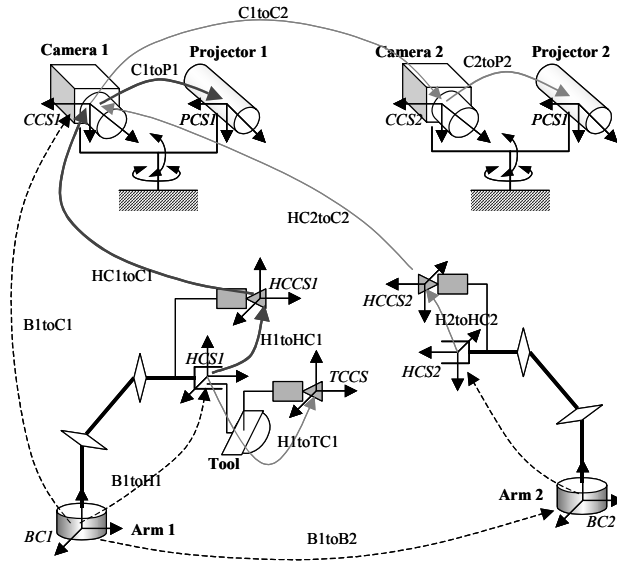 C1toC2
Camera 1
Projector 1
Camera 2
Projector 2
C1toP1
C2toP2
CCS1
PCS1
CCS2
PCS1
HC2toC2
HC1toC1
HCCS1
HCCS2
B1toC1
H1toHC1
H2toHC2
HCS1
TCCS
HCS2
H1toTC1
Tool
B1toH1
Arm 2
BC1
Arm 1
BC2
B1toB2